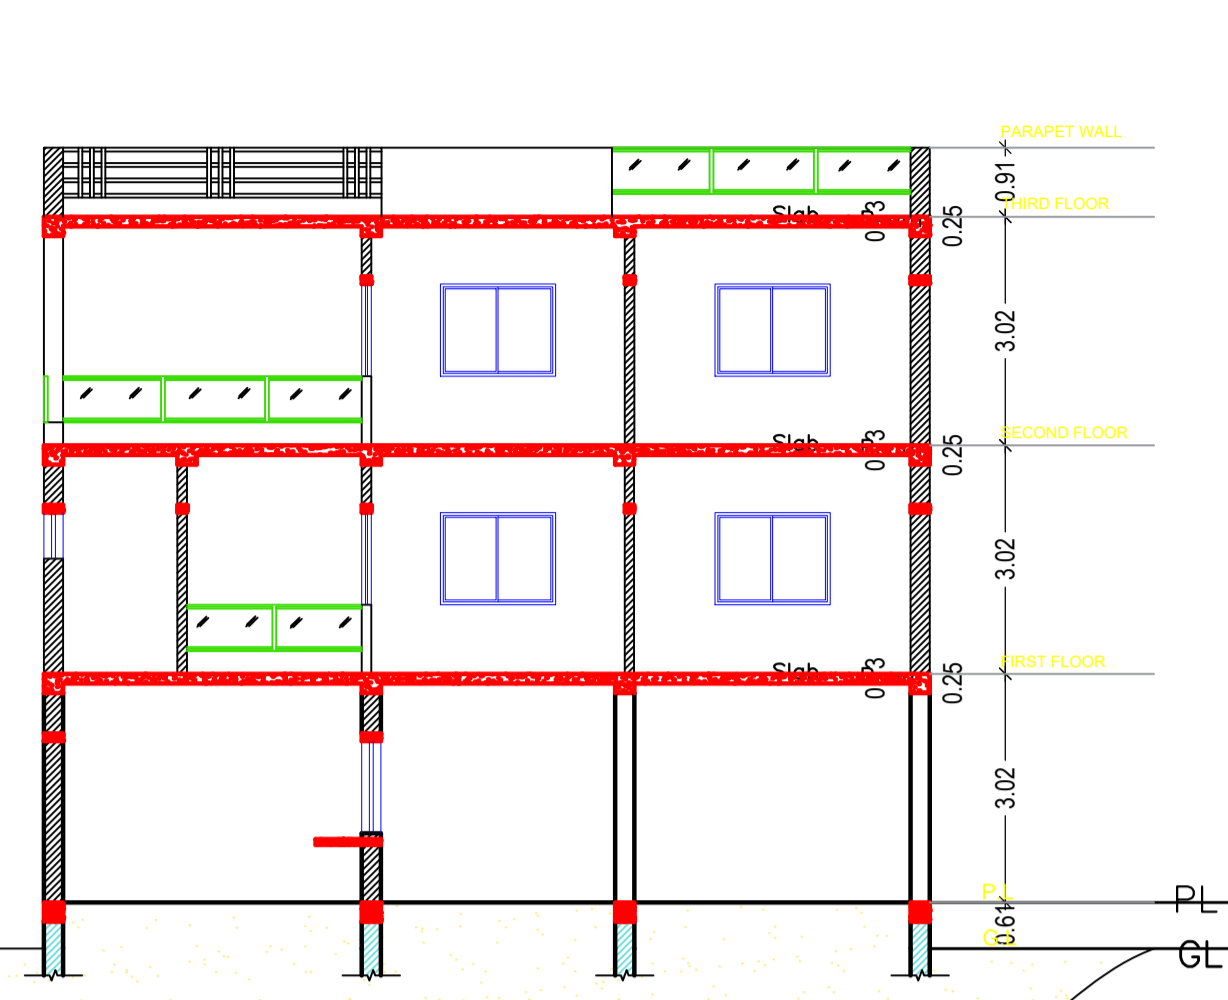 PARAPET WALL
0.91
THIRD FLOOR
Slab
0.25
3.02
SECOND FLOOR
Slab
0.25
3.02
FIRST FLOOR
Slab
0.25
3.02
P.L
PL
0.61
G.L
GL